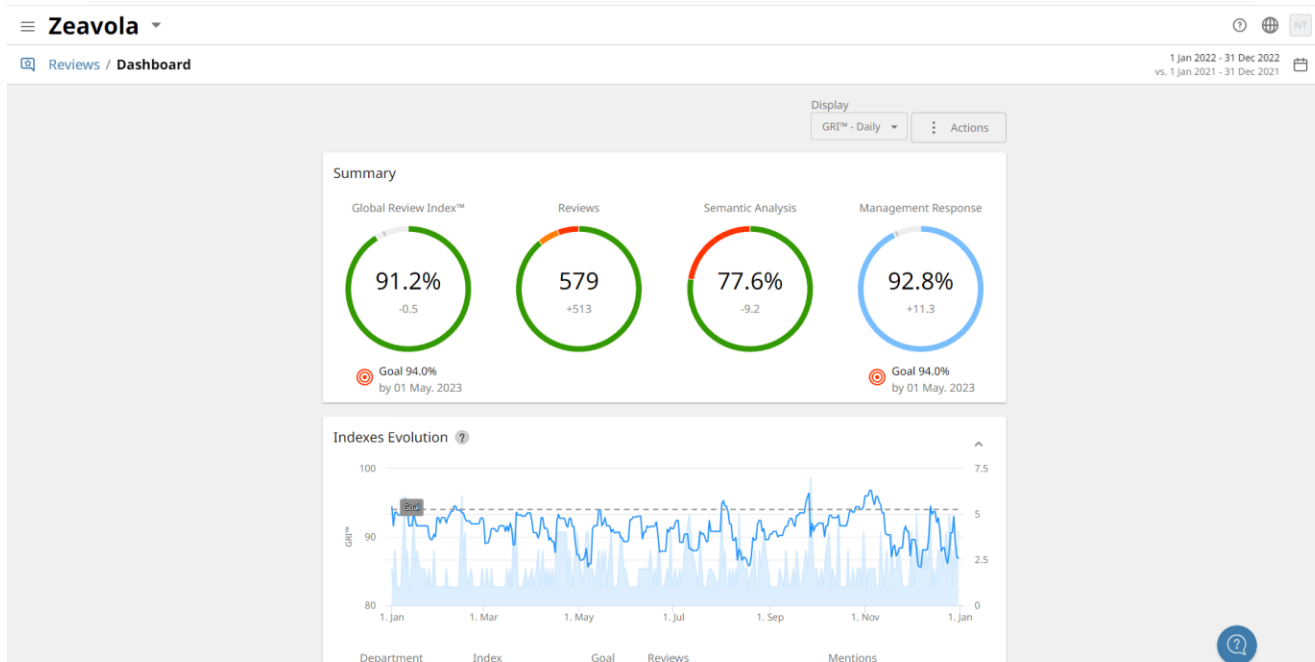 Zeavola
NT
Reviews / Dashboard
1 Jan 2022 - 31 Dec 2022
vs. 1 Jan 2021 - 31 Dec 2021
Display
GRI™ - Daily
Actions
Summary
Global Review Index™
Reviews
Semantic Analysis
Management Response
91.2%
-0.5
579
+513
77.6%
-9.2
92.8%
+11.3
Goal 94.0%
by 01 May. 2023
Goal 94.0%
by 01 May. 2023
Indexes Evolution ?
100
90
80
GRI™
Goal
7.5
5
2.5
0
1. Jan
1. Mar
1. May
1. Jul
1. Sep
1. Nov
1. Jan
Department Index Goal Reviews Mentions